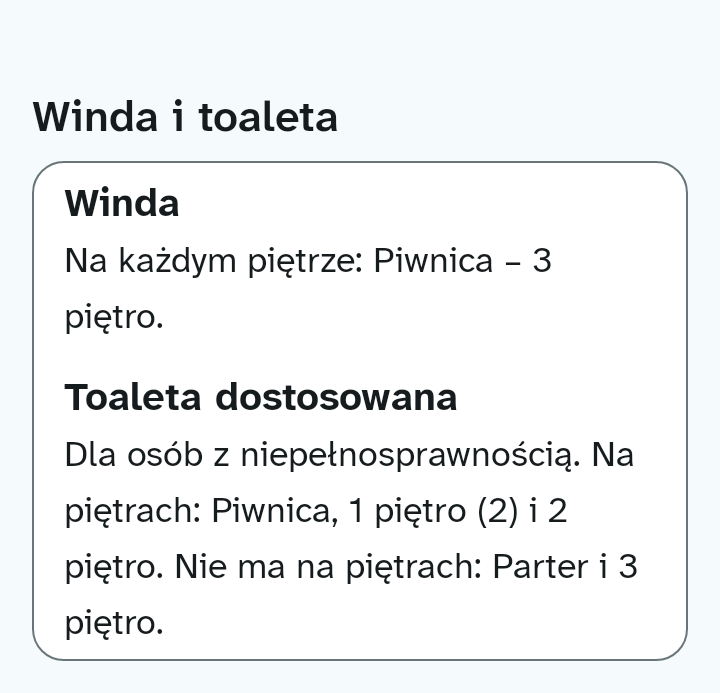 Winda i toaleta
Winda
Na każdym piętrze: Piwnica – 3
piętro.
Toaleta dostosowana
Dla osób z niepełnosprawnością. Na
piętrach: Piwnica, 1 piętro (2) i 2
piętro. Nie ma na piętrach: Parter i 3
piętro.